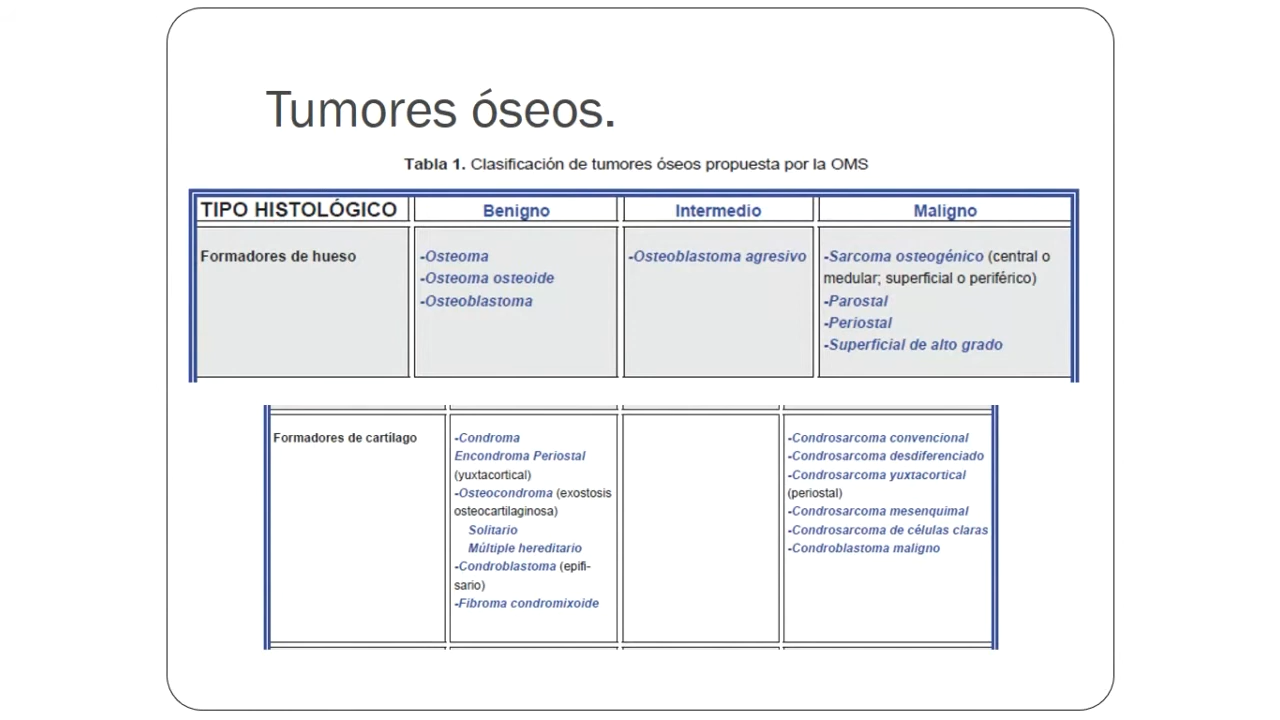 Tumores óseos.
Tabla 1. Clasificación de tumores óseos propuesta por la OMS
TIPO HISTOLÓGICO
Benigno
Intermedio
Maligno
Formadores de hueso
-Osteoma
-Osteoma osteoide
-Osteoblastoma
-Osteoblastoma agresivo
-Sarcoma osteogénico (central o
medular; superficial o periférico)
-Parostal
-Periostal
-Superficial de alto grado
Formadores de cartílago
-Condroma
Encondroma Periostal
(yuxtacortical)
-Osteocondroma (exostosis
osteocartilaginosa)
Solitario
Múltiple hereditario
-Condroblastoma (epifi-
sario)
-Fibroma condromixoide
-Condrosarcoma convencional
-Condrosarcoma desdiferenciado
-Condrosarcoma yuxtacortical
(periostal)
-Condrosarcoma mesenquimal
-Condrosarcoma de células claras
-Condroblastoma maligno